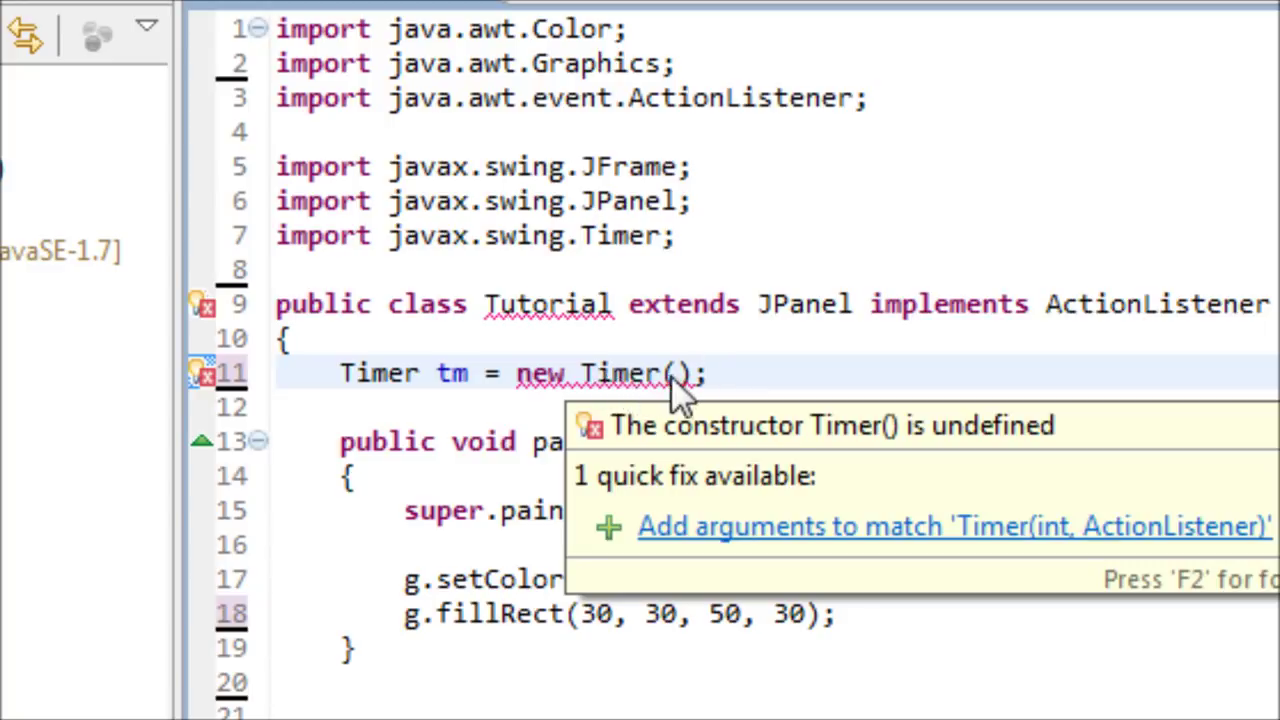 1 import java.awt.Color;
2 import java.awt.Graphics;
3 import java.awt.event.ActionListener;
4
5 import javax.swing.JFrame;
6 import javax.swing.JPanel;
7 import javax.swing.Timer;
avaSE-1.7]
8
9 public class Tutorial extends JPanel implements ActionListener
10 {
11 Timer tm = new Timer();
12
The constructor Timer() is undefined
13 public void pa
1 quick fix available:
14 {
15 super.pain
Add arguments to match 'Timer(int, ActionListener)'
16
17 g.setColor
Press 'F2' for fo
18 g.fillRect(30, 30, 50, 30);
19 }
20
21